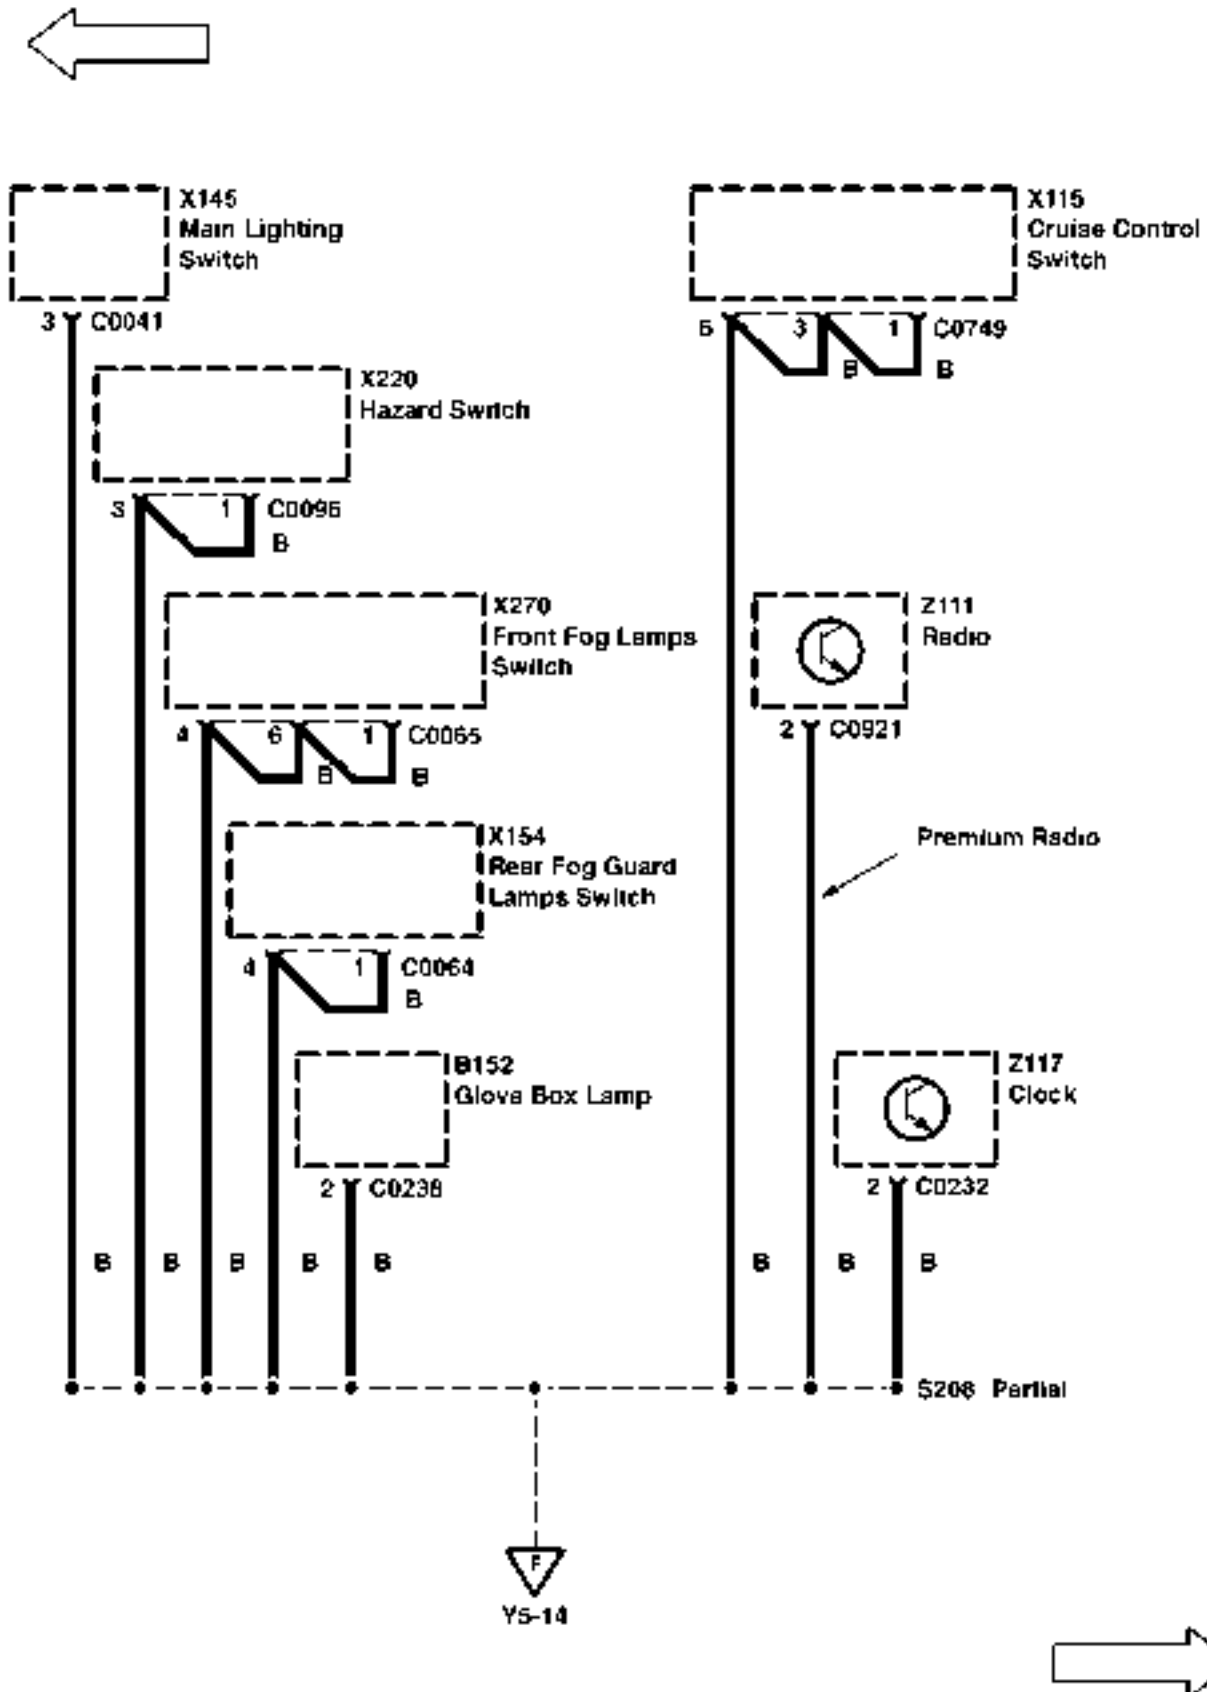 X145
Main Lighting
Switch
3 C0041
X115
Cruise Control
Switch
3 1 C0749
B B
X220
Hazard Switch
3 1 C0096
B
X270
Front Fog Lamps
Switch
4 6 1 C0065
B B
Z111
Radio
2 C0921
Premium Radio
X154
Rear Fog Guard
Lamps Switch
4 1 C0064
B
B152
Glove Box Lamp
2 C0238
Z117
Clock
2 C0232
B B B B B B B B
S208 Partial
F
Y5-14